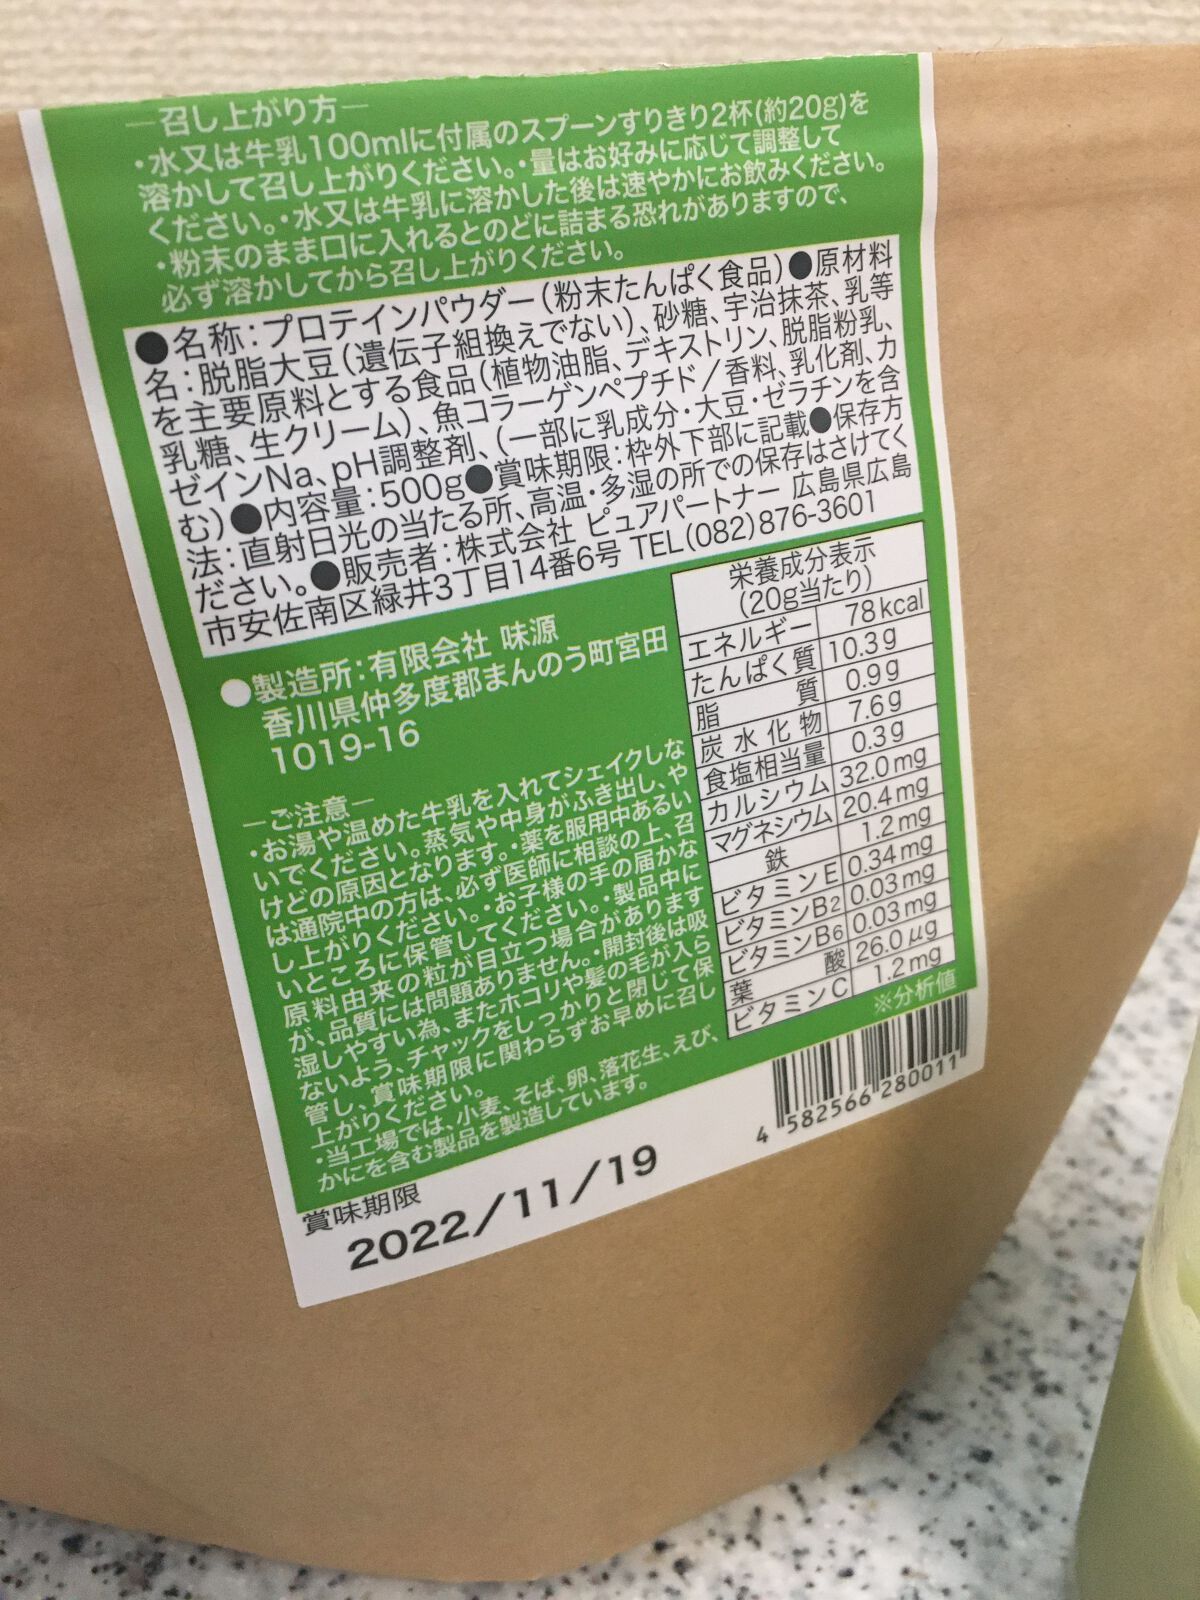 ―召し上がり方―
・水又は牛乳100mlに付属のスプーンすりきり2杯(約20g)を
溶かして召し上がりください。・量はお好みに応じて調整して
ください。・水又は牛乳に溶かした後は速やかにお飲みください。
・粉末のまま口に入れるとのどに詰まる恐れがありますので、
必ず溶かしてから召し上がりください。
●名称:プロテインパウダー(粉末たんぱく食品)●原材料
名:脱脂大豆(遺伝子組換えでない)、砂糖、宇治抹茶、乳等
を主要原料とする食品(植物油脂、デキストリン、脱脂粉乳、
乳糖、生クリーム)、魚コラーゲンペプチド/香料、乳化剤、カ
ゼインNa、pH調整剤、(一部に乳成分・大豆・ゼラチンを含
む)●内容量:500g●賞味期限:枠外下部に記載●保存方
法:直射日光の当たる所、高温・多湿の所での保存はさけてく
ださい。●販売者:株式会社 ピュアパートナー 広島県広島
市安佐南区緑井3丁目14番6号 TEL(082)876-3601
●製造所:有限会社 味源
香川県仲多度郡まんのう町宮田
1019-16
栄養成分表示
(20g当たり)
エネルギー 78kcal
たんぱく質 10.3g
脂質 0.9g
炭水化物 7.6g
食塩相当量 0.3g
カルシウム 32.0mg
マグネシウム 20.4mg
鉄 1.2mg
ビタミンE 0.34mg
ビタミンB2 0.03mg
ビタミンB6 0.03mg
葉酸 26.0μg
ビタミンC 1.2mg
※分析値
―ご注意―
・お湯や温めた牛乳を入れてシェイクしな
いでください。蒸気や中身がふき出し、や
けどの原因となります。・薬を服用中あるい
は通院中の方は、必ず医師に相談の上、召
し上がりください。・お子様の手の届かな
いところに保管してください。・製品中に
原料由来の粒が目立つ場合があります
が、品質には問題ありません。・開封後は吸
湿しやすい為、またホコリや髪の毛が入ら
ないよう、チャックをしっかりと閉じて保
管し、賞味期限に関わらずお早めに召し
上がりください。
・当工場では、小麦、そば、卵、落花生、えび、
かにを含む製品を製造しています。
4 582566 280011
賞味期限
2022/11/19